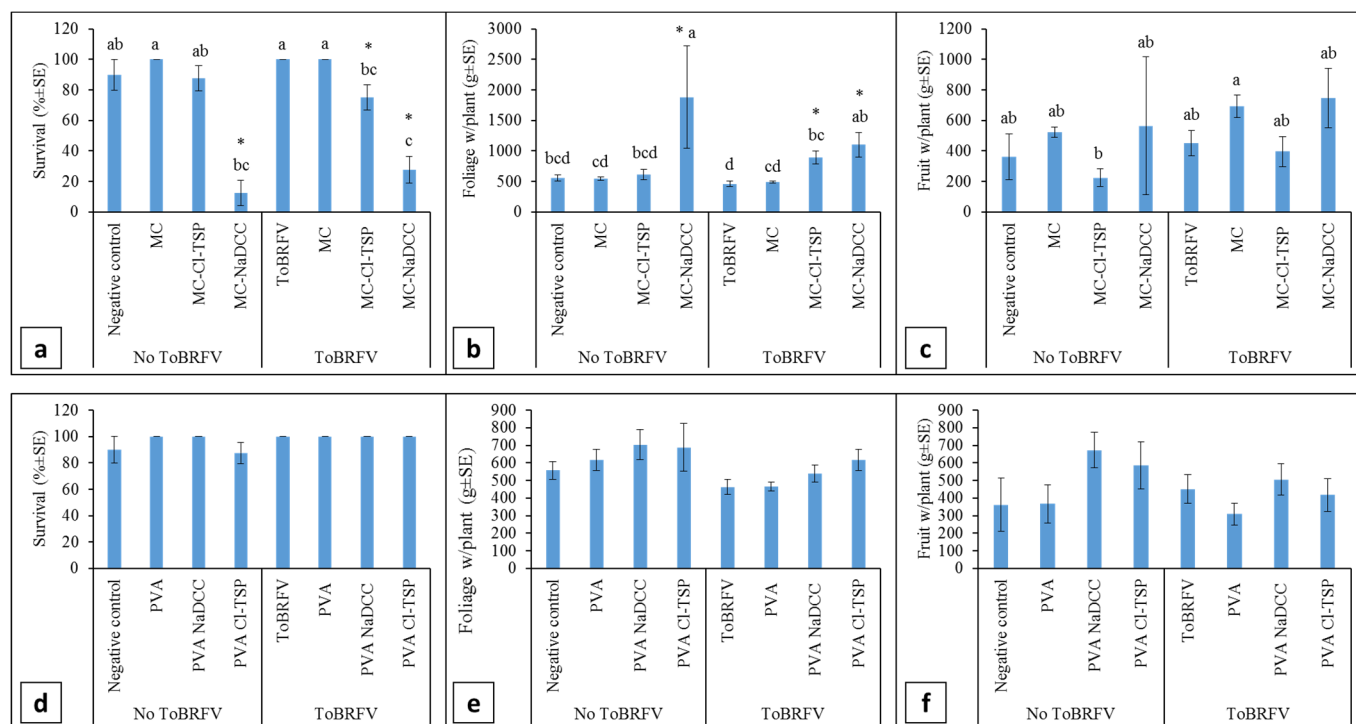 120
100
80
60
40
20
0
Survival (%±SE)
ab
a
ab
*
bc
a
a
*
bc
*
c
Negative control
MC
MC-Cl-TSP
MC-NaDCC
ToBRFV
MC
MC-Cl-TSP
MC-NaDCC
No ToBRFV
ToBRFV
a
3000
2500
2000
1500
1000
500
0
Foliage w/plant (g±SE)
bcd
cd
bcd
* a
d
cd
*
bc
*
ab
Negative control
MC
MC-Cl-TSP
MC-NaDCC
ToBRFV
MC
MC-Cl-TSP
MC-NaDCC
No ToBRFV
ToBRFV
b
1200
1000
800
600
400
200
0
Fruit w/plant (g±SE)
ab
ab
b
ab
ab
a
ab
ab
Negative control
MC
MC-Cl-TSP
MC-NaDCC
ToBRFV
MC
MC-Cl-TSP
MC-NaDCC
No ToBRFV
ToBRFV
c
120
100
80
60
40
20
0
Survival (%±SE)
Negative control
PVA
PVA NaDCC
PVA Cl-TSP
ToBRFV
PVA
PVA NaDCC
PVA Cl-TSP
No ToBRFV
ToBRFV
d
900
800
700
600
500
400
300
200
100
0
Foliage w/plant (g±SE)
Negative control
PVA
PVA NaDCC
PVA Cl-TSP
ToBRFV
PVA
PVA NaDCC
PVA Cl-TSP
No ToBRFV
ToBRFV
e
900
800
700
600
500
400
300
200
100
0
Fruit w/plant (g±SE)
Negative control
PVA
PVA NaDCC
PVA Cl-TSP
ToBRFV
PVA
PVA NaDCC
PVA Cl-TSP
No ToBRFV
ToBRFV
f